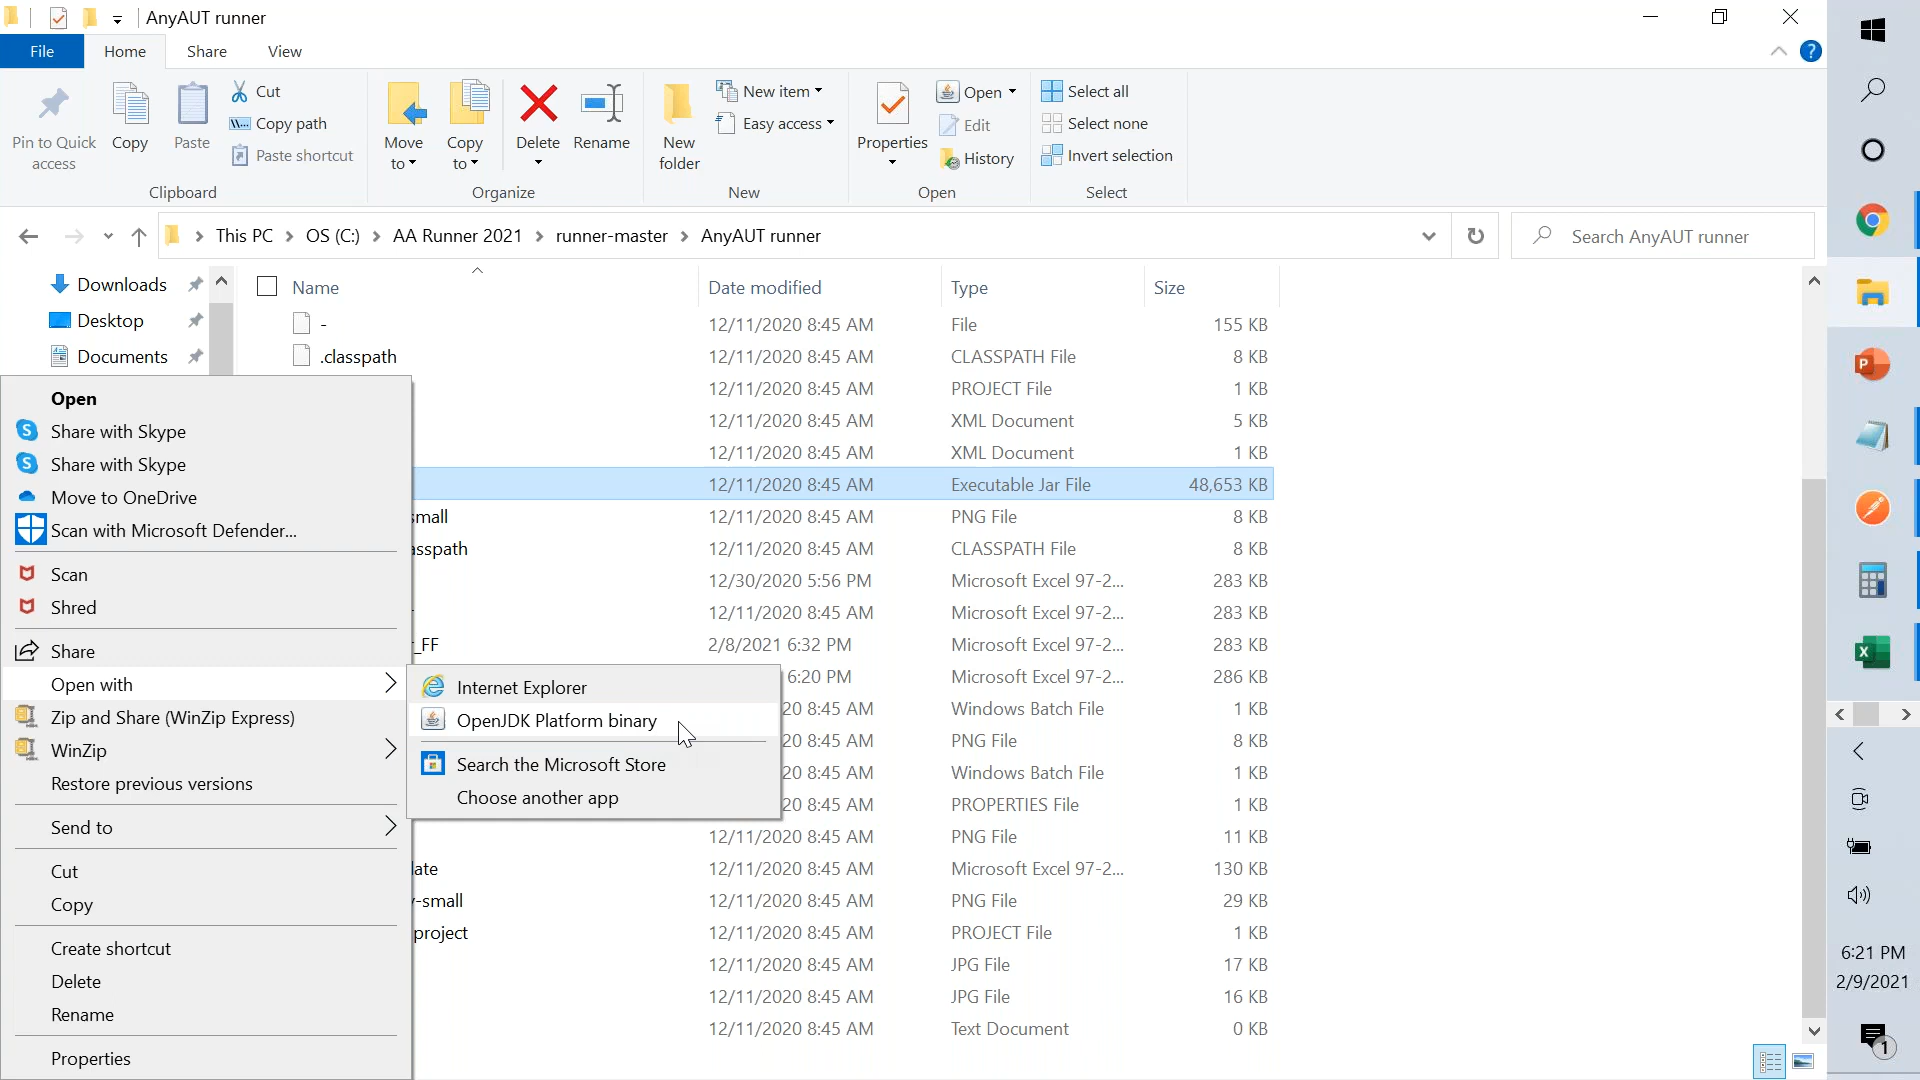 AnyAUT runner
File
Home
Share
View
?
Pin to Quick access
Copy
Paste
Cut
Copy path
Paste shortcut
Clipboard
Move to
Copy to
Delete
Rename
Organize
New folder
New item
Easy access
New
Properties
Open
Edit
History
Open
Select all
Select none
Invert selection
Select
This PC
OS (C:)
AA Runner 2021
runner-master
AnyAUT runner
Search AnyAUT runner
Downloads
Desktop
Documents
Name
Date modified
Type
Size
- 12/11/2020 8:45 AM File 155 KB
.classpath 12/11/2020 8:45 AM CLASSPATH File 8 KB
12/11/2020 8:45 AM PROJECT File 1 KB
12/11/2020 8:45 AM XML Document 5 KB
12/11/2020 8:45 AM XML Document 1 KB
12/11/2020 8:45 AM Executable Jar File 48,653 KB
small 12/11/2020 8:45 AM PNG File 8 KB
asspath 12/11/2020 8:45 AM CLASSPATH File 8 KB
12/30/2020 5:56 PM Microsoft Excel 97-2... 283 KB
12/11/2020 8:45 AM Microsoft Excel 97-2... 283 KB
_FF 2/8/2021 6:32 PM Microsoft Excel 97-2... 283 KB
6:20 PM Microsoft Excel 97-2... 286 KB
20 8:45 AM Windows Batch File 1 KB
20 8:45 AM PNG File 8 KB
20 8:45 AM Windows Batch File 1 KB
20 8:45 AM PROPERTIES File 1 KB
12/11/2020 8:45 AM PNG File 11 KB
late 12/11/2020 8:45 AM Microsoft Excel 97-2... 130 KB
-small 12/11/2020 8:45 AM PNG File 29 KB
project 12/11/2020 8:45 AM PROJECT File 1 KB
12/11/2020 8:45 AM JPG File 17 KB
12/11/2020 8:45 AM JPG File 16 KB
12/11/2020 8:45 AM Text Document 0 KB
Open
Share with Skype
Share with Skype
Move to OneDrive
Scan with Microsoft Defender...
Scan
Shred
Share
Open with
Zip and Share (WinZip Express)
WinZip
Restore previous versions
Send to
Cut
Copy
Create shortcut
Delete
Rename
Properties
Internet Explorer
OpenJDK Platform binary
Search the Microsoft Store
Choose another app
6:21 PM
2/9/2021
1